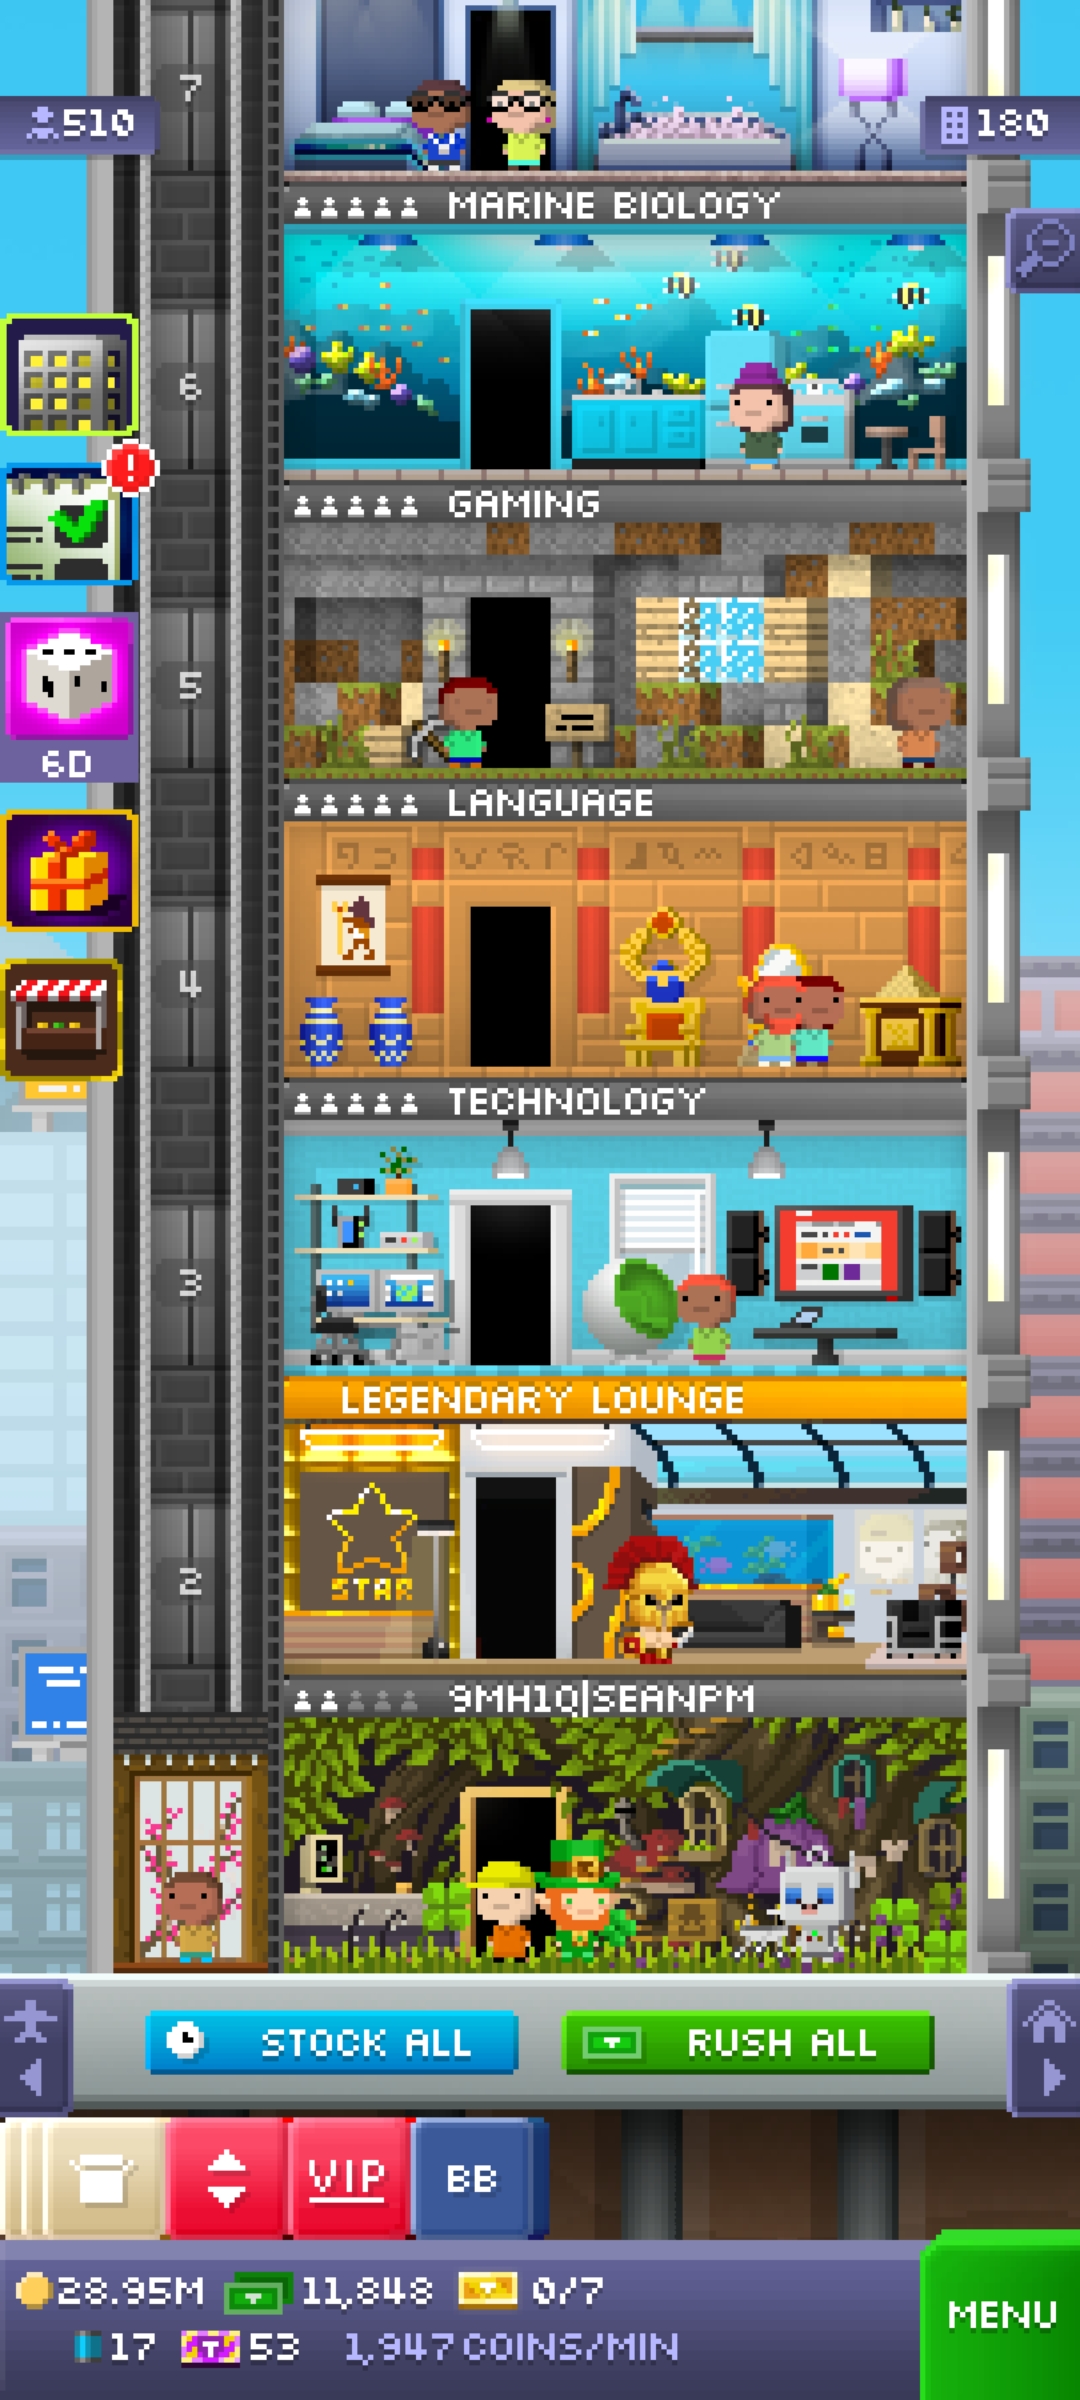 7
510
180
MARINE BIOLOGY
6
GAMING
5
6D
LANGUAGE
4
TECHNOLOGY
3
LEGENDARY LOUNGE
STAR
2
9MH1Q|SEANPM
STOCK ALL
RUSH ALL
VIP
BB
28.95M
11,848
0/7
MENU
17
T
53
1,947 COINS/MIN